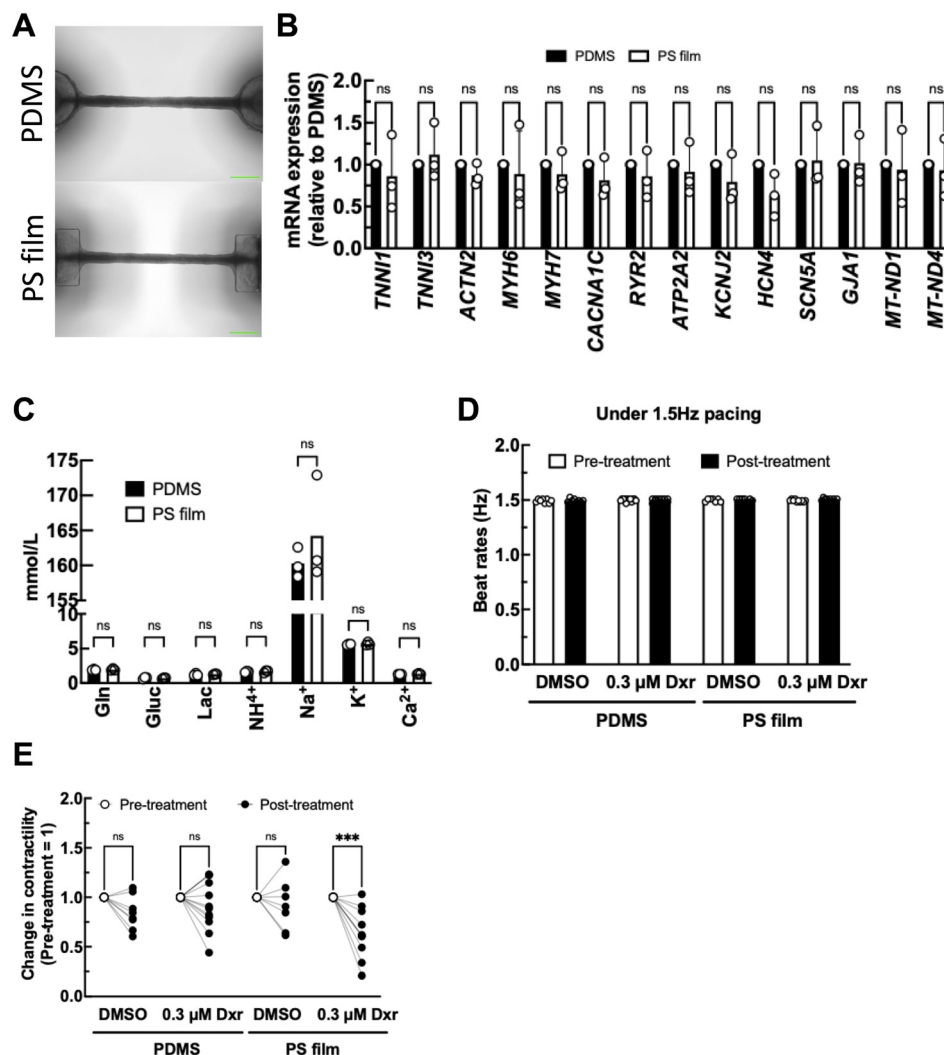 A
PDMS
PS film
B
PDMS
PS film
mRNA expression
(relative to PDMS)
2.0
1.5
1.0
0.5
0.0
ns ns ns ns ns ns ns ns ns ns ns ns ns ns
TNNI1
TNNI3
ACTN2
MYH6
MYH7
CACNA1C
RYR2
ATP2A2
KCNJ2
HCN4
SCN5A
GJA1
MT-ND1
MT-ND4
C
mmol/L
175
170
165
160
155
10
5
0
PDMS
PS film
ns ns ns ns ns ns ns
Gln
Gluc
Lac
NH⁴⁺
Na⁺
K⁺
Ca²⁺
D
Under 1.5Hz pacing
Pre-treatment
Post-treatment
Beat rates (Hz)
2.0
1.5
1.0
0.5
0.0
DMSO 0.3 µM Dxr DMSO 0.3 µM Dxr
PDMS PS film
E
Pre-treatment
Post-treatment
Change in contractility
(Pre-treatment = 1)
2.0
1.5
1.0
0.5
0.0
ns ns ns ***
DMSO 0.3 µM Dxr DMSO 0.3 µM Dxr
PDMS PS film